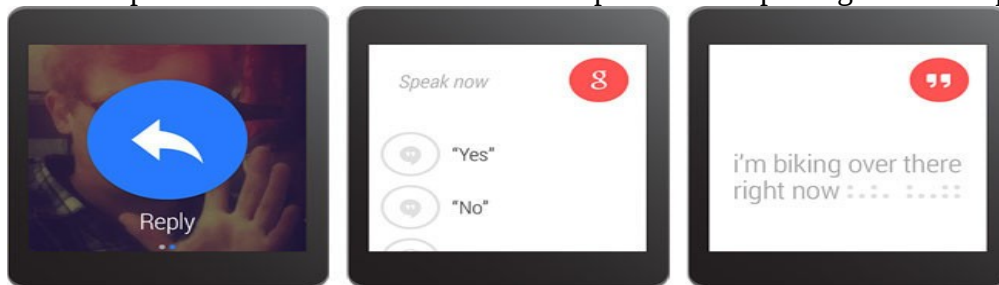 Reply
Speak now
g
"Yes"
"No"
i'm biking over there
right now